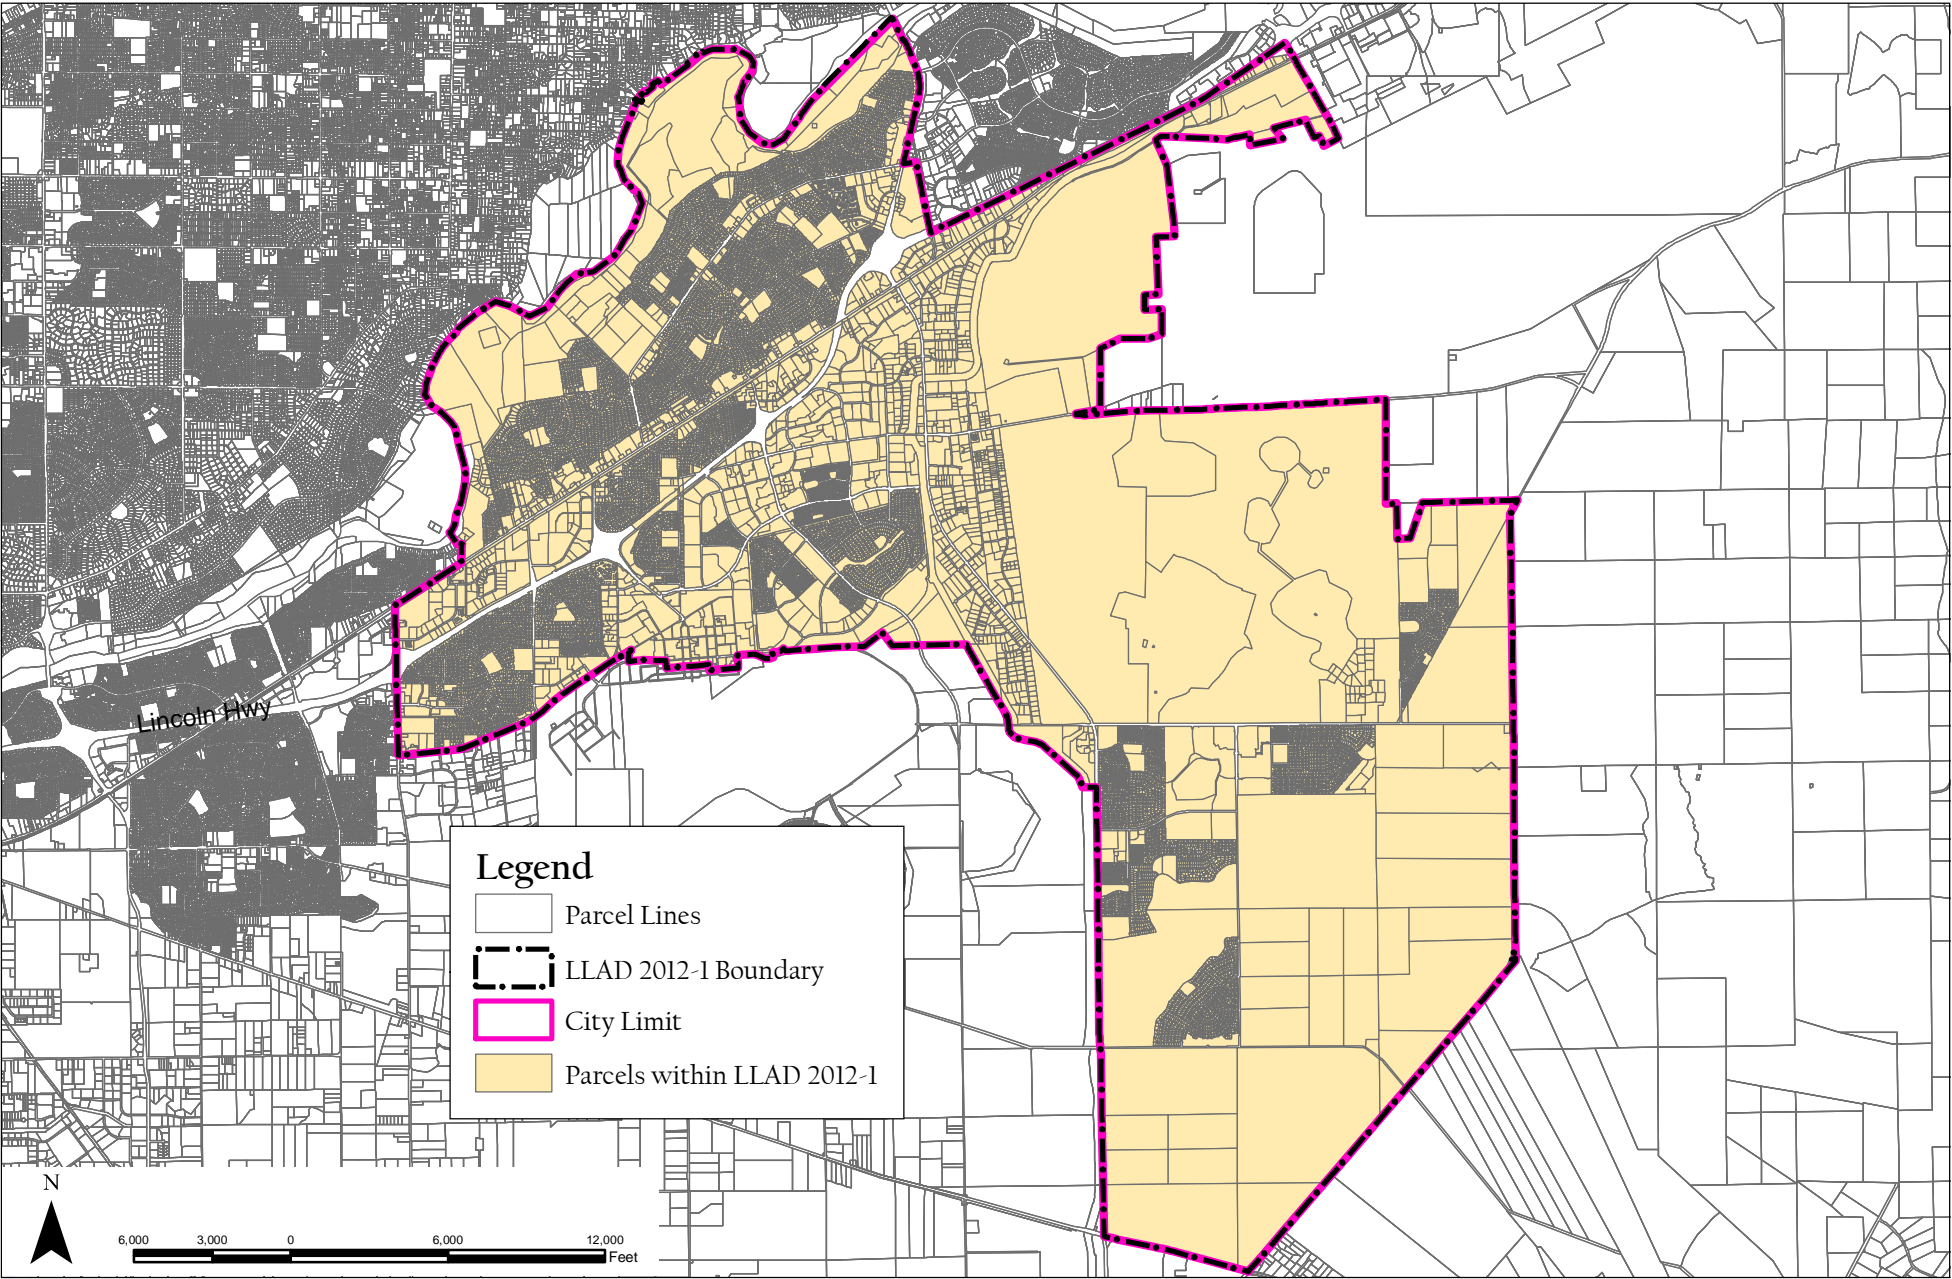 Lincoln Hwy
Legend
Parcel Lines
LLAD 2012-1 Boundary
City Limit
Parcels within LLAD 2012-1
N
6,000 3,000 0 6,000 12,000
Feet